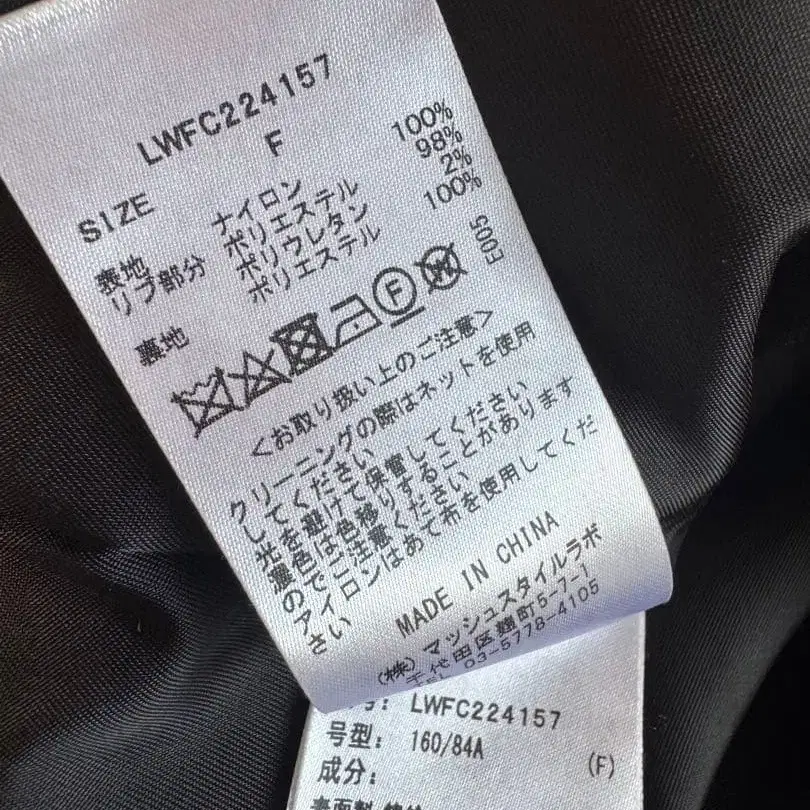 LWFC224157
SIZE F
表地 ナイロン 100%
リブ部分 ポリエステル 98%
ポリウレタン 2%
裏地 ポリエステル 100%
F
E05
<お取り扱い上のご注意>
クリーニングの際はネットを使用
してください
光を避けて保管してください
濃色は色移りすることがあります
のでご注意ください
アイロンはあて布を使用してくだ
さい
MADE IN CHINA
(株)マッシュスタイルラボ
千代田区麹町5-7-1
TEL 03-5778-4105
: LWFC224157
号型: 160/84A (F)
成分:
表面料